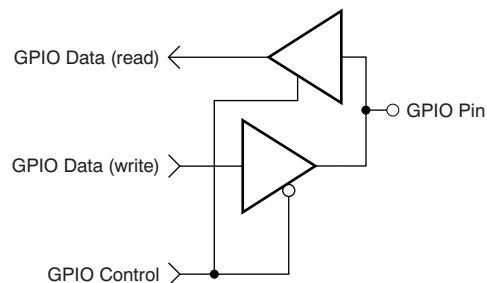 GPIO Data (read)
GPIO Pin
GPIO Data (write)
GPIO Control